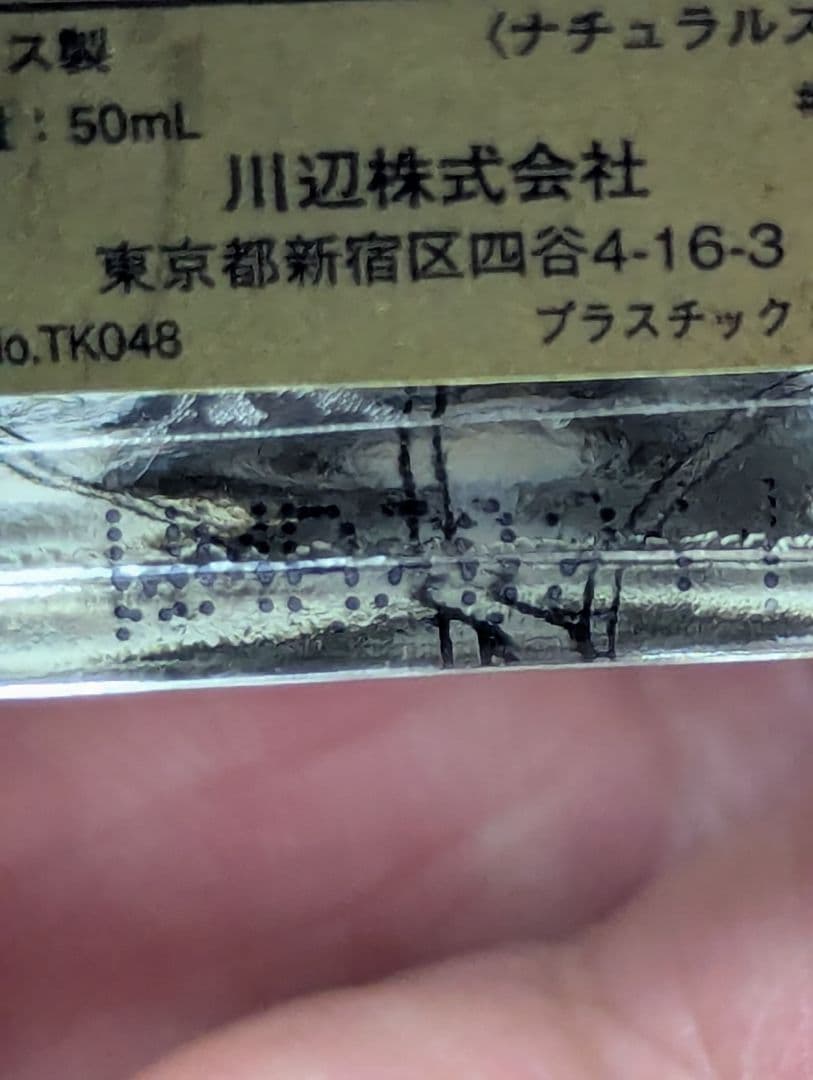 ス製
〈ナチュラルス
：50mL
川辺株式会社
東京都新宿区四谷4-16-3
No.TK048
プラスチック